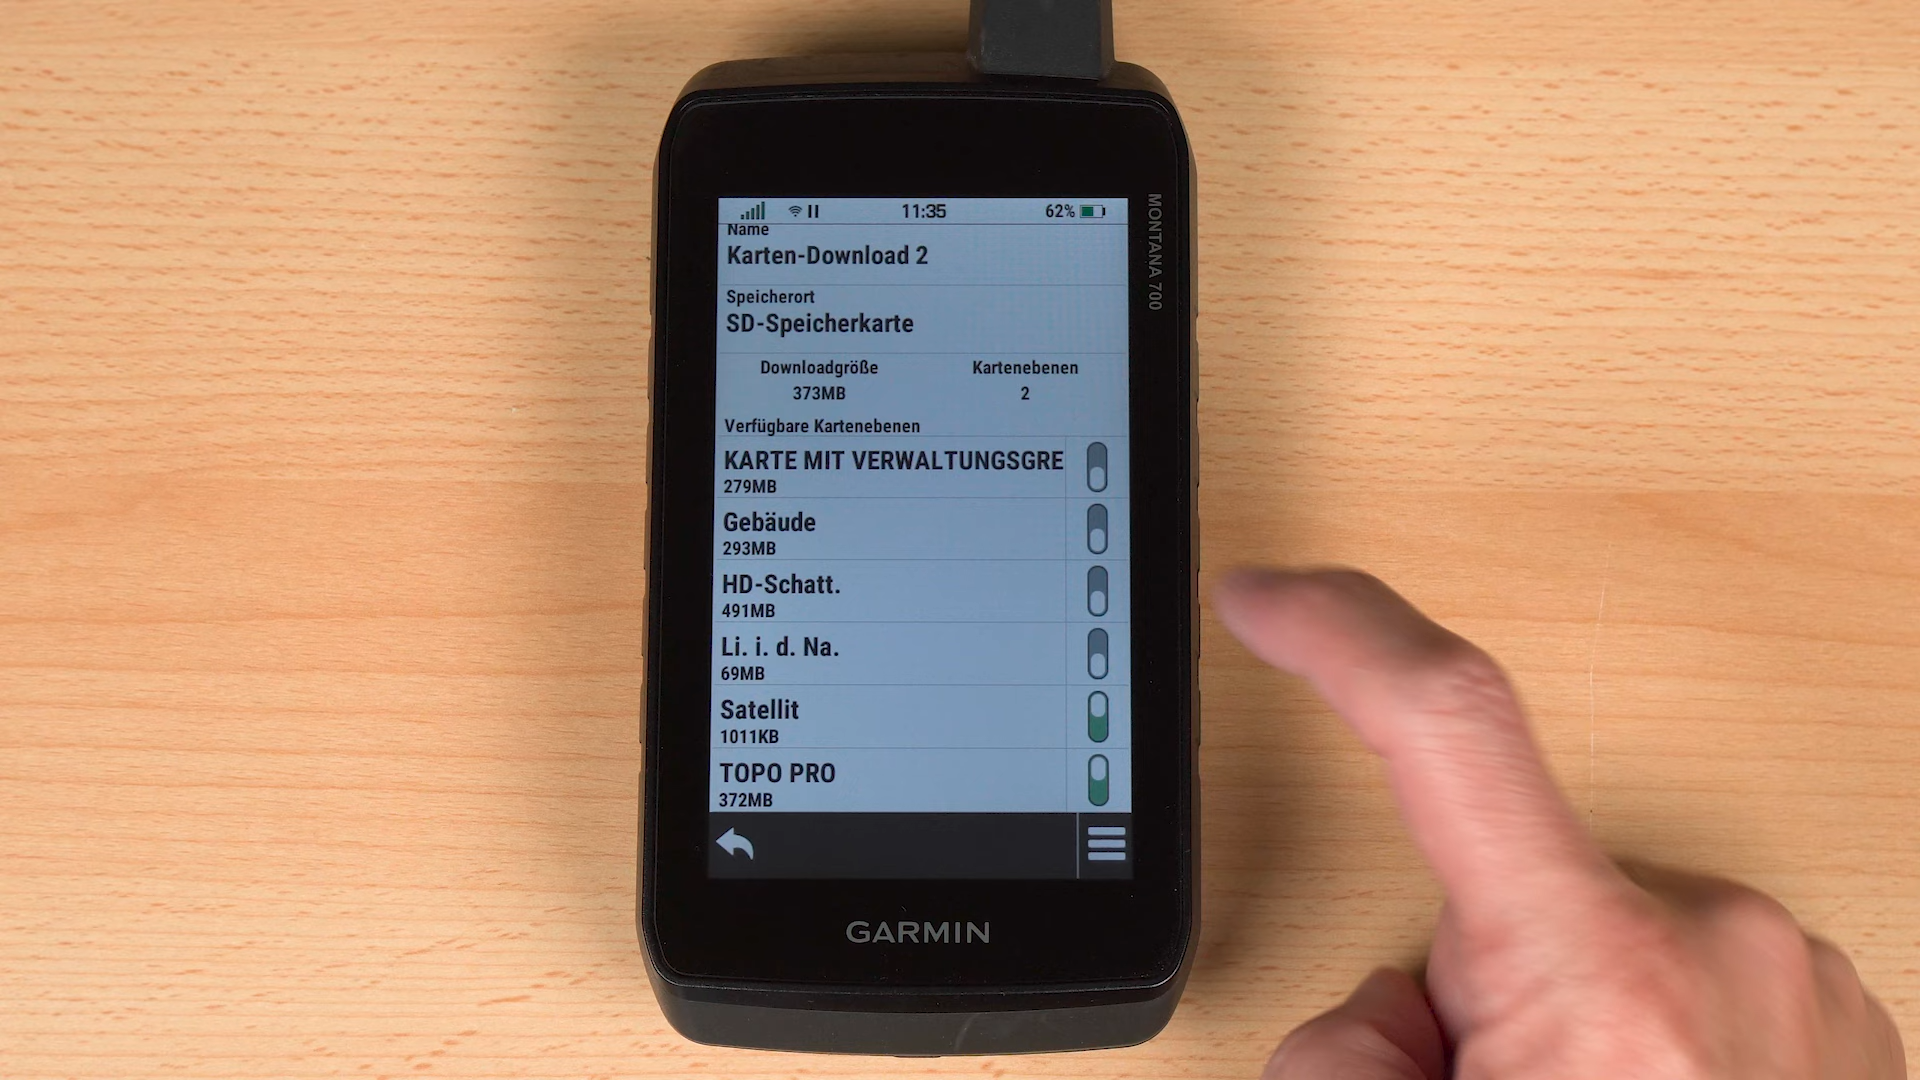 11:35
62%
Name
Karten-Download 2
Speicherort
SD-Speicherkarte
Downloadgröße Kartenebenen
373MB 2
Verfügbare Kartenebenen
KARTE MIT VERWALTUNGSGRE
279MB
Gebäude
293MB
HD-Schatt.
491MB
Li. i. d. Na.
69MB
Satellit
1011KB
TOPO PRO
372MB
GARMIN
MONTANA 700